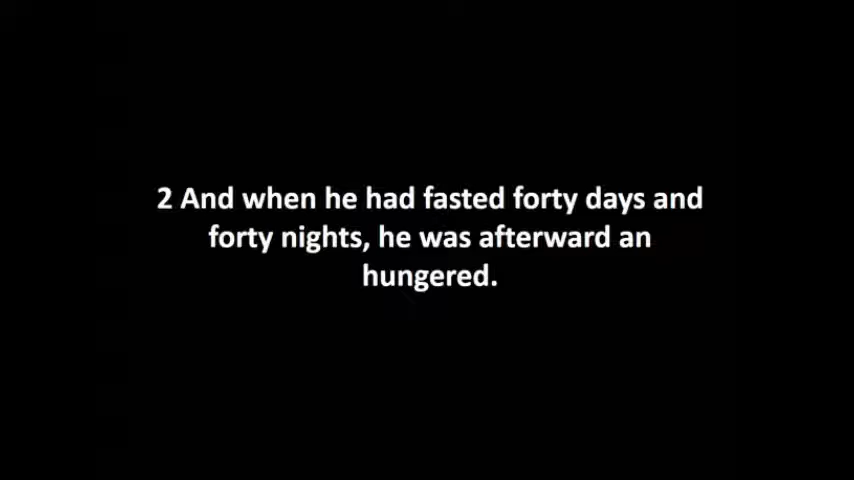 2 And when he had fasted forty days and
forty nights, he was afterward an
hungered.